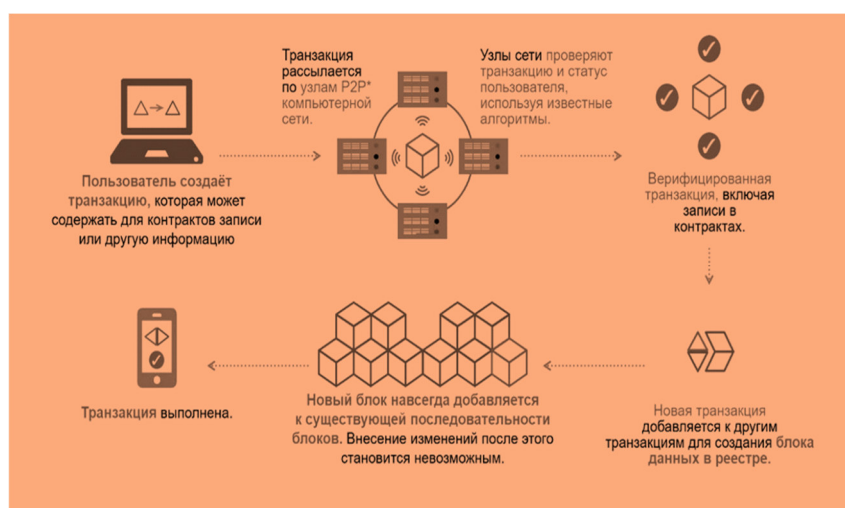 Транзакция
рассылается
по узлам P2P*
компьютерной
сети.
Узлы сети проверяют
транзакцию и статус
пользователя,
используя известные
алгоритмы.
Пользователь создаёт
транзакцию, которая может
содержать для контрактов записи
или другую информацию
Верифицированная
транзакция, включая
записи в
контрактах.
Транзакция выполнена.
Новый блок навсегда добавляется
к существующей последовательности
блоков. Внесение изменений после этого
становится невозможным.
Новая транзакция
добавляется к другим
транзакциям для создания блока
данных в реестре.